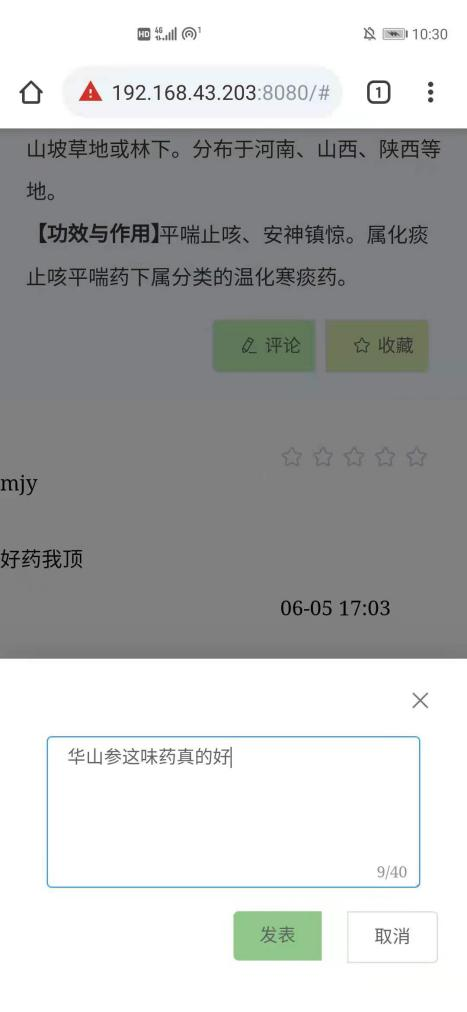 HD 4G 1 10:30
192.168.43.203:8080/# 1
山坡草地或林下。分布于河南、山西、陕西等
地。
【功效与作用】平喘止咳、安神镇惊。属化痰
止咳平喘药下属分类的温化寒痰药。
评论 收藏
mjy
好药我顶
06-05 17:03
华山参这味药真的好
9/40
发表 取消